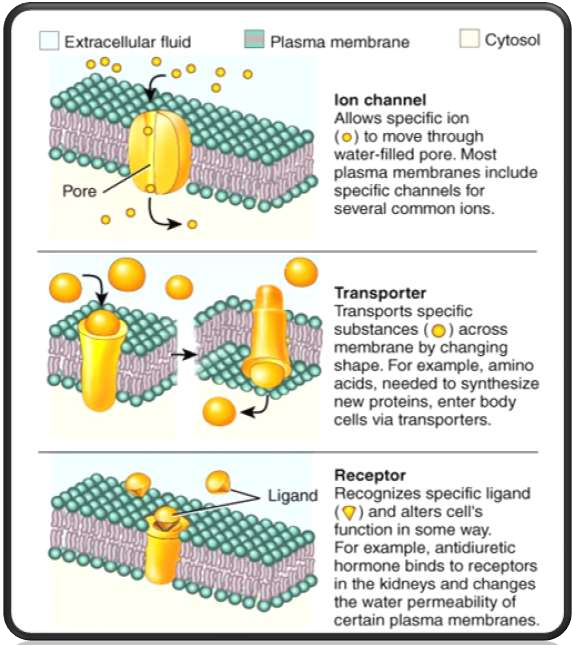 Extracellular fluid
Plasma membrane
Cytosol
Ion channel
Allows specific ion
( ) to move through
water-filled pore. Most
plasma membranes include
specific channels for
several common ions.
Pore
Transporter
Transports specific
substances ( ) across
membrane by changing
shape. For example, amino
acids, needed to synthesize
new proteins, enter body
cells via transporters.
Receptor
Recognizes specific ligand
( ) and alters cell's
function in some way.
For example, antidiuretic
hormone binds to receptors
in the kidneys and changes
the water permeability of
certain plasma membranes.
Ligand